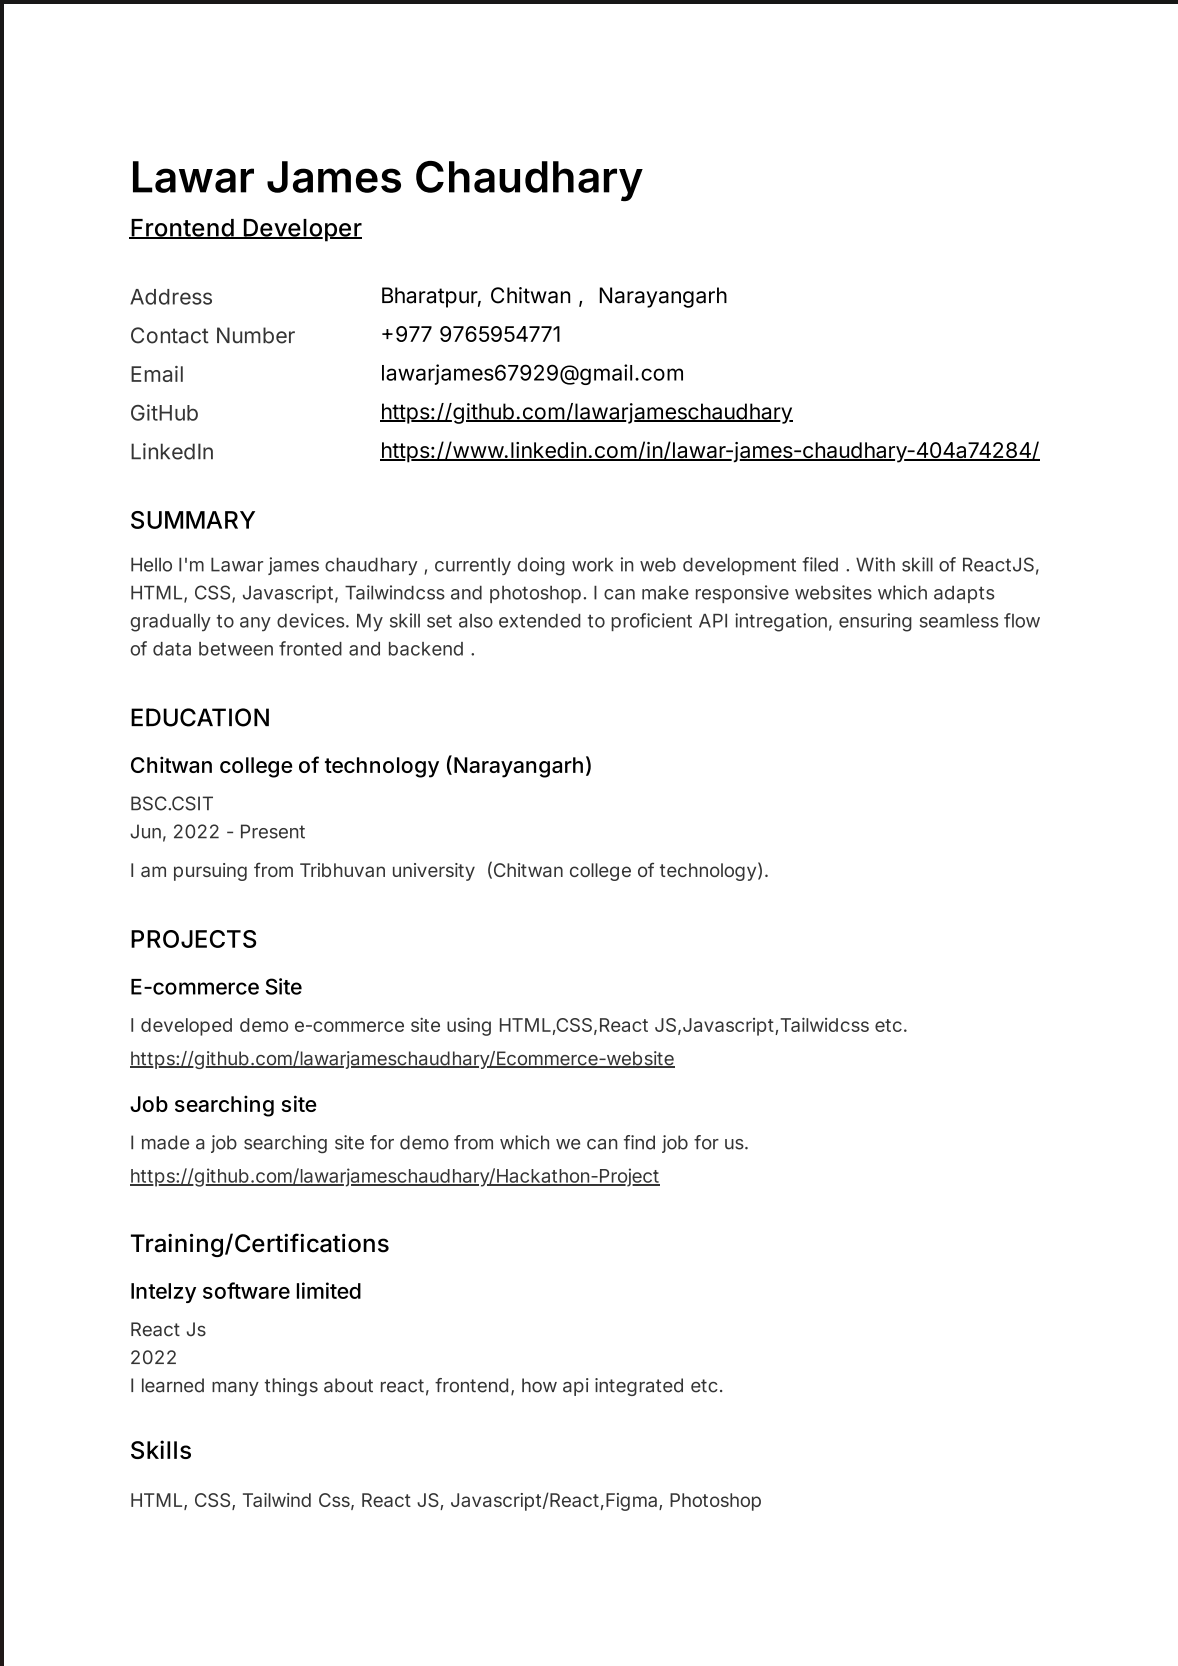 Lawar James Chaudhary
Frontend Developer
Address Bharatpur, Chitwan , Narayangarh
Contact Number +977 9765954771
Email lawarjames67929@gmail.com
GitHub https://github.com/lawarjameschaudhary
LinkedIn https://www.linkedin.com/in/lawar-james-chaudhary-404a74284/
SUMMARY
Hello I'm Lawar james chaudhary , currently doing work in web development filed . With skill of ReactJS,
HTML, CSS, Javascript, Tailwindcss and photoshop. I can make responsive websites which adapts
gradually to any devices. My skill set also extended to proficient API intregation, ensuring seamless flow
of data between fronted and backend .
EDUCATION
Chitwan college of technology (Narayangarh)
BSC.CSIT
Jun, 2022 - Present
I am pursuing from Tribhuvan university  (Chitwan college of technology).
PROJECTS
E-commerce Site
I developed demo e-commerce site using HTML,CSS,React JS,Javascript,Tailwidcss etc.
https://github.com/lawarjameschaudhary/Ecommerce-website
Job searching site
I made a job searching site for demo from which we can find job for us.
https://github.com/lawarjameschaudhary/Hackathon-Project
Training/Certifications
Intelzy software limited
React Js
2022
I learned many things about react, frontend, how api integrated etc.
Skills
HTML, CSS, Tailwind Css, React JS, Javascript/React,Figma, Photoshop